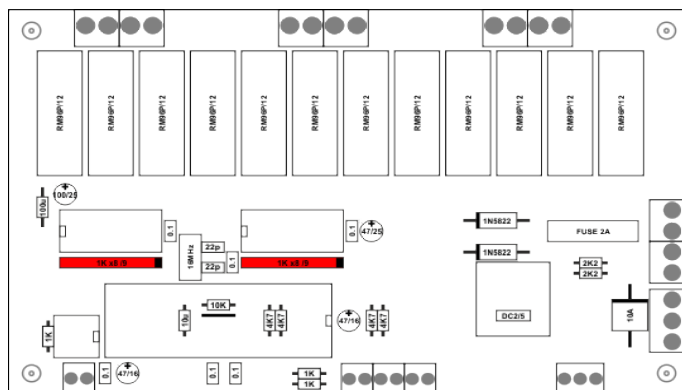 RM96P/12
RM96P/12
RM96P/12
RM96P/12
RM96P/12
RM96P/12
RM96P/12
RM96P/12
RM96P/12
RM96P/12
RM96P/12
RM96P/12
100u
+
100/25
0.1
0.1
+
47/25
1N5822
FUSE 2A
1K x8 /9
16MHz
22p
22p
0.1
1K x8 /9
1N5822
2K2
2K2
DC2/5
10A
1K
10u
10K
4K7
4K7
+
47/16
4K7
4K7
0.1
+
47/16
0.1
0.1
1K
1K